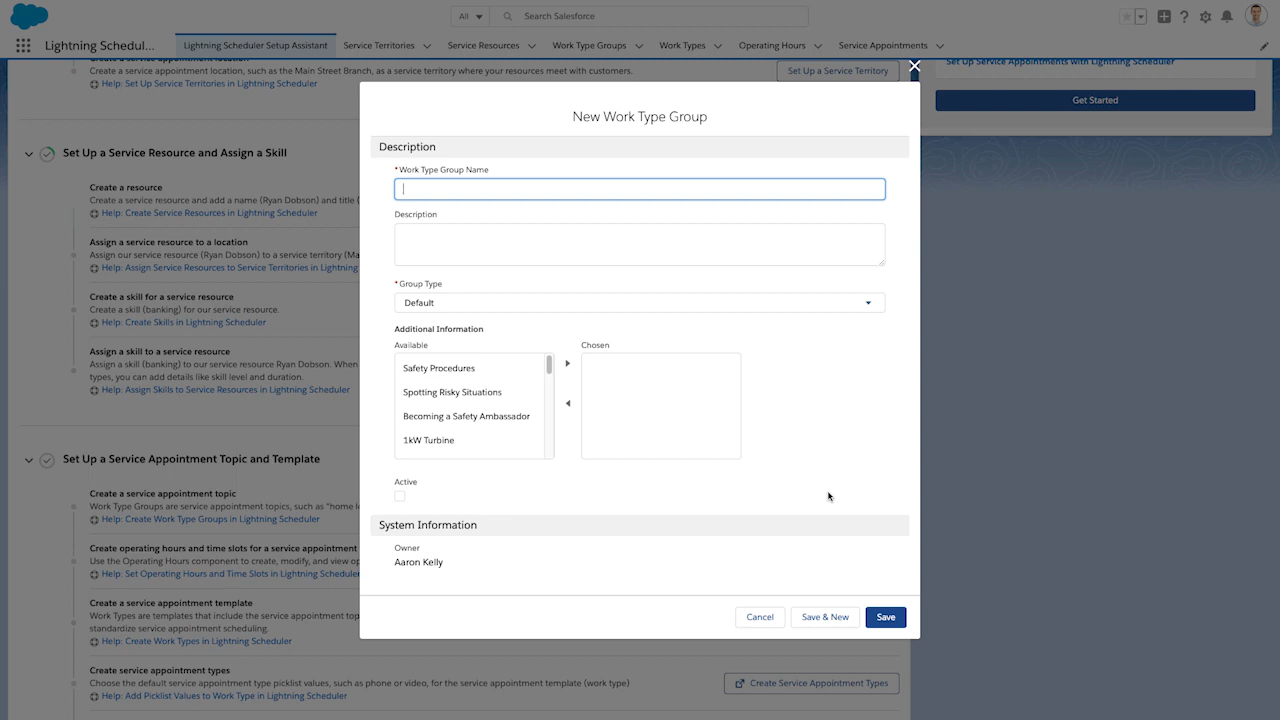 All
Search Salesforce
Lightning Schedul...
Lightning Scheduler Setup Assistant
Service Territories
Service Resources
Work Type Groups
Work Types
Operating Hours
Service Appointments
Create a service appointment location, such as the Main Street Branch, as a service territory where your resources meet with customers.
Help: Set Up Service Territories in Lightning Scheduler
Set Up a Service Territory
Set Up Service Appointments with Lightning Scheduler
Get Started
Set Up a Service Resource and Assign a Skill
Create a resource
Create a service resource and add a name (Ryan Dobson) and title (
Help: Create Service Resources in Lightning Scheduler
Assign a service resource to a location
Assign our service resource (Ryan Dobson) to a service territory (Ma
Help: Assign Service Resources to Service Territories in Lightning
Create a skill for a service resource
Create a skill (banking) for our service resource.
Help: Create Skills in Lightning Scheduler
Assign a skill to a service resource
Assign a skill (banking) to our service resource Ryan Dobson. When
types, you can add details like skill level and duration.
Help: Assign Skills to Service Resources in Lightning Scheduler
Set Up a Service Appointment Topic and Template
Create a service appointment topic
Work Type Groups are service appointment topics, such as "home l
Help: Create Work Type Groups in Lightning Scheduler
Create operating hours and time slots for a service appointment
Use the Operating Hours component to create, modify, and view op
Help: Set Operating Hours and Time Slots in Lightning Scheduler
Create a service appointment template
Work Types are templates that include the service appointment top
standardize service appointment scheduling.
Help: Create Work Types in Lightning Scheduler
Create service appointment types
Choose the default service appointment type picklist values, such as phone or video, for the service appointment template (work type)
Help: Add Picklist Values to Work Type in Lightning Scheduler
Create Service Appointment Types
New Work Type Group
Description
*Work Type Group Name
Description
*Group Type
Default
Additional Information
Available
Chosen
Safety Procedures
Spotting Risky Situations
Becoming a Safety Ambassador
1kW Turbine
Active
System Information
Owner
Aaron Kelly
Cancel
Save & New
Save